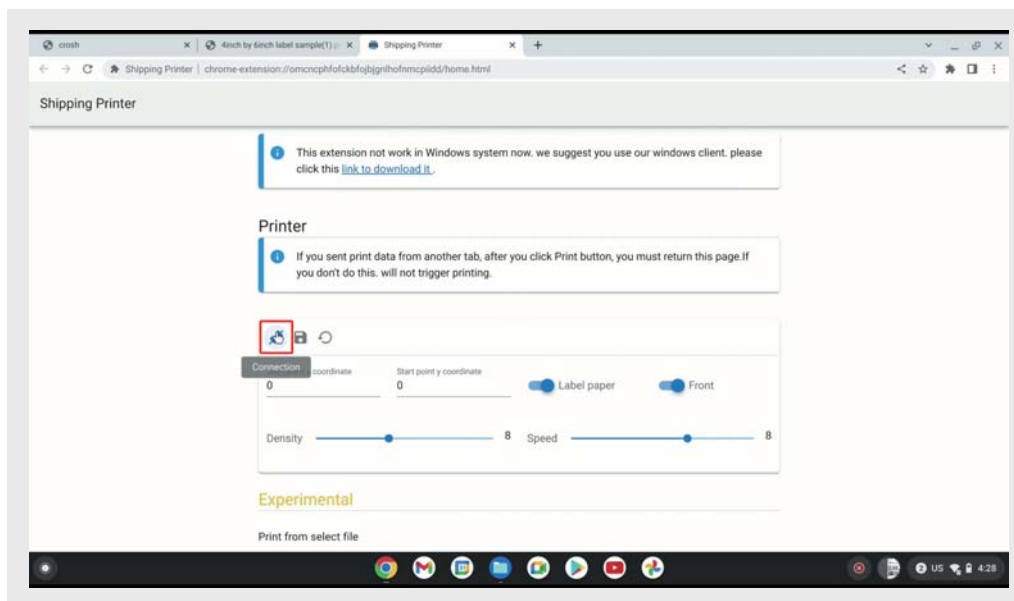 crosh
4inch by 6inch label sample(1).p
Shipping Printer
Shipping Printer | chrome-extension://omcncphfofckbfojbjgnlhofnmcpiidd/home.html
Shipping Printer
This extension not work in Windows system now. we suggest you use our windows client. please
click this link to download it .
Printer
If you sent print data from another tab, after you click Print button, you must return this page.If
you don't do this. will not trigger printing.
Connection
coordinate
Start point y coordinate
0
0
Label paper
Front
Density
8
Speed
8
Experimental
Print from select file
US
4:28